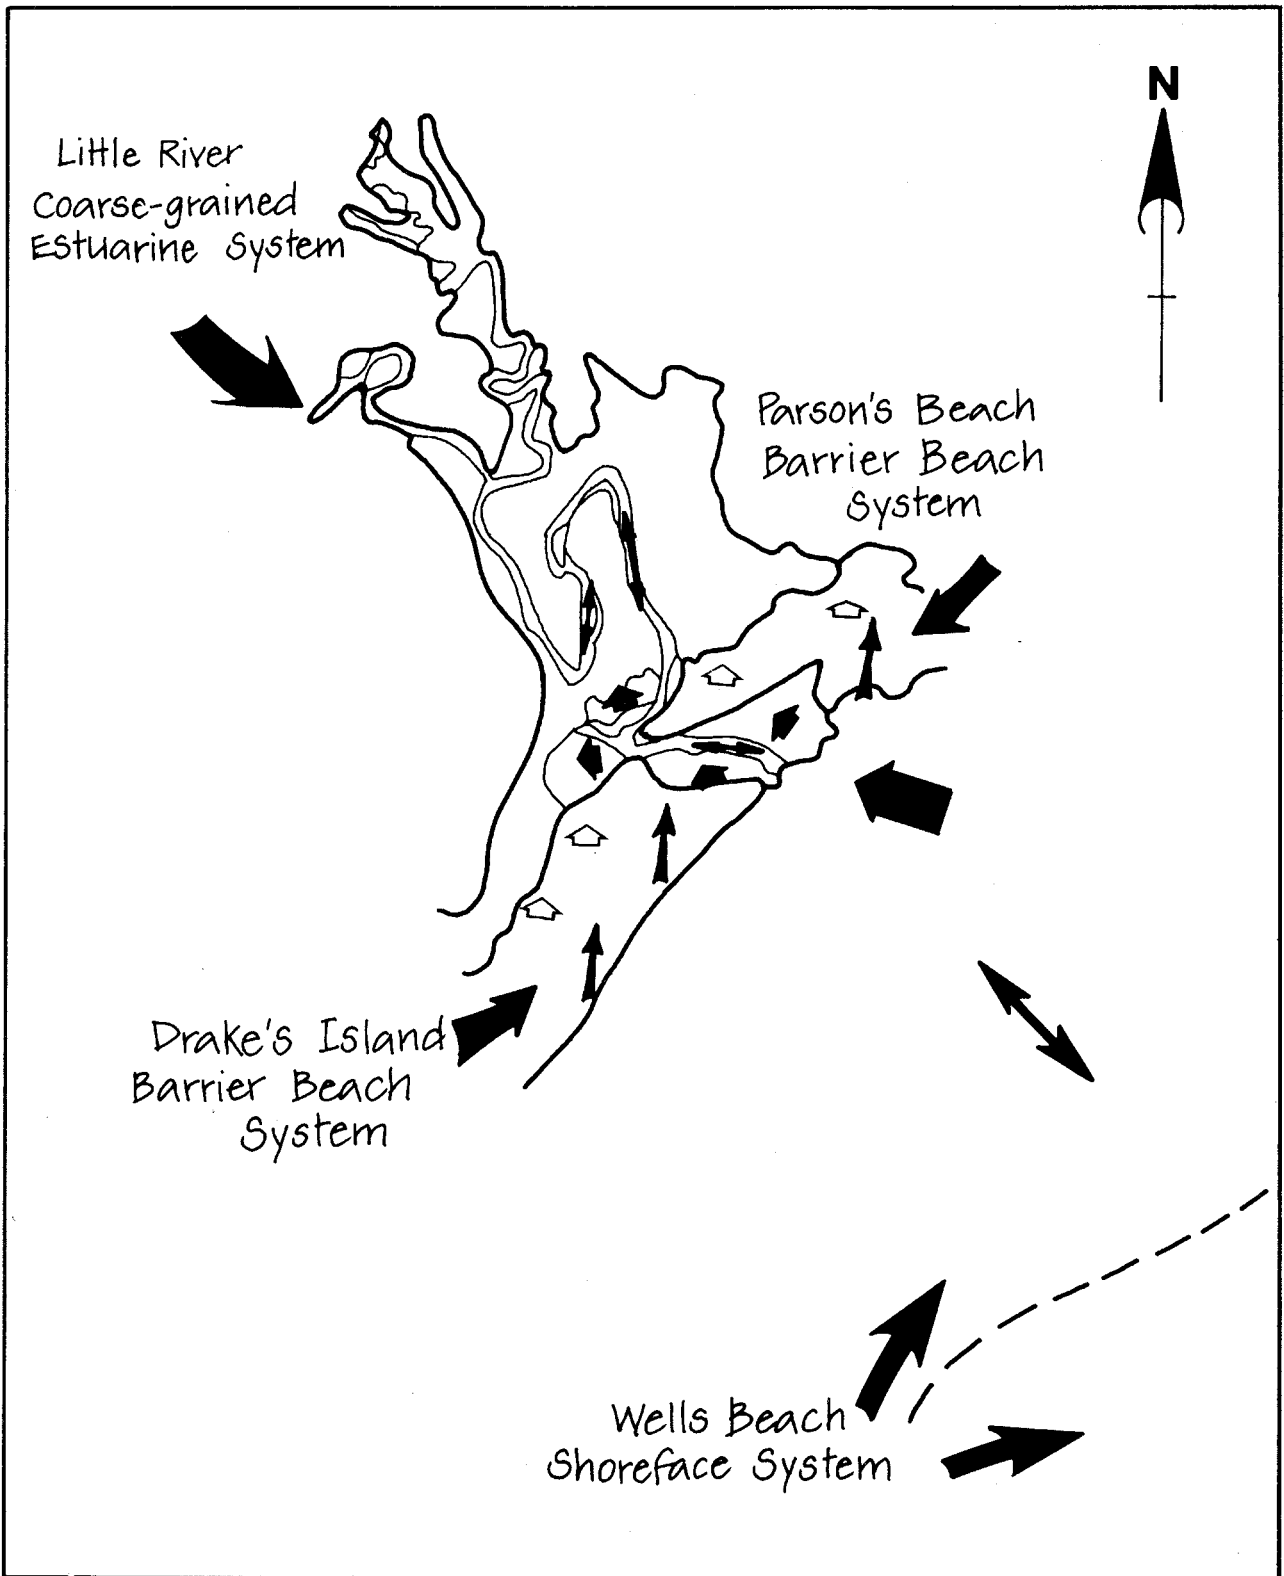 N
Little River
Coarse-grained
Estuarine System
Parson's Beach
Barrier Beach
System
Drake's Island
Barrier Beach
System
Wells Beach
Shoreface System